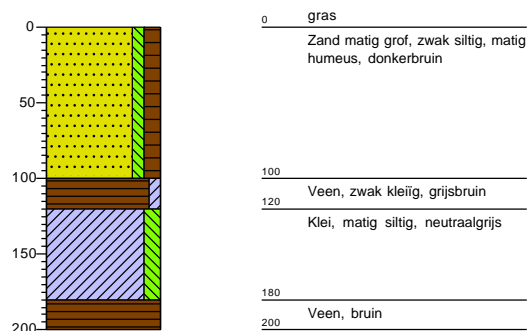 0
50
100
150
200
0
gras
Zand matig grof, zwak siltig, matig
humeus, donkerbruin
100
Veen, zwak kleiïg, grijsbruin
120
Klei, matig siltig, neutraalgrijs
180
Veen, bruin
200